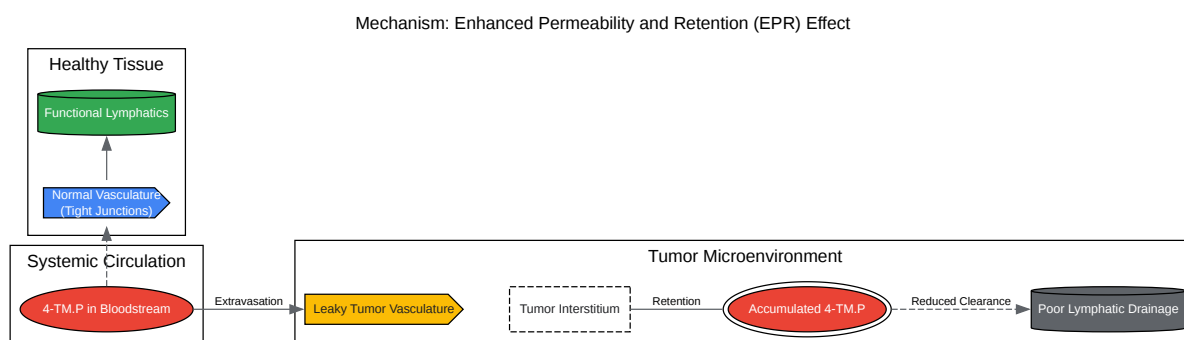 Mechanism: Enhanced Permeability and Retention (EPR) Effect
Healthy Tissue
Functional Lymphatics
Normal Vasculature
(Tight Junctions)
Systemic Circulation
4-TM.P in Bloodstream
Extravasation
Tumor Microenvironment
Leaky Tumor Vasculature
Tumor Interstitium
Retention
Accumulated 4-TM.P
Reduced Clearance
Poor Lymphatic Drainage